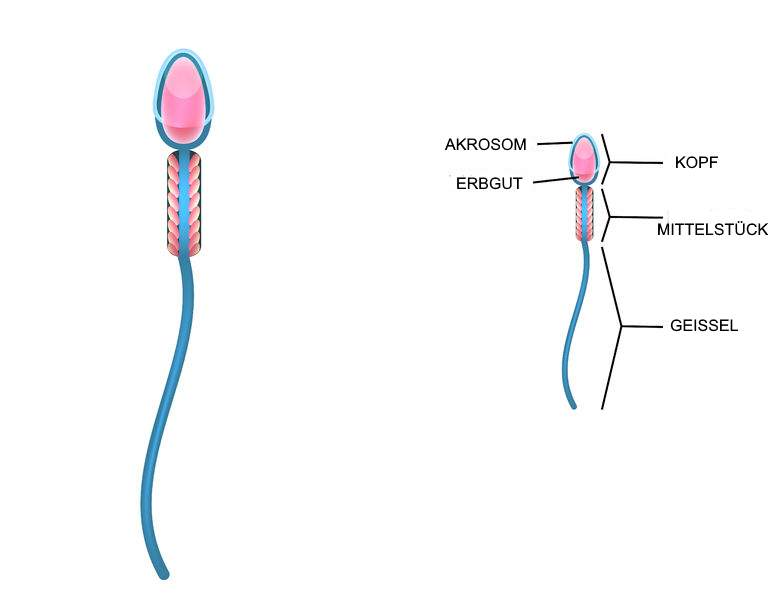 AKROSOM
KOPF
ERBGUT
MITTELSTÜCK
GEISSEL